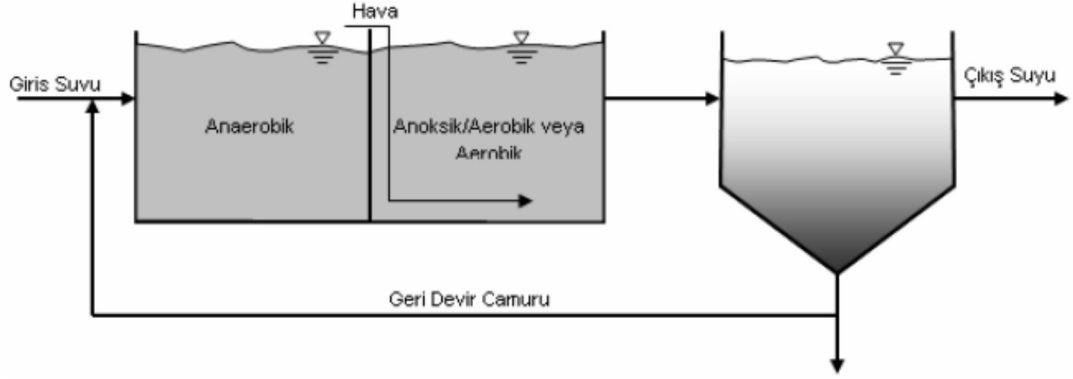 Hava
Giris Suvu
Çıkış Suyu
Anaerobik
Anoksik/Aerobik veya
Aerobik
Geri Devir Camuru